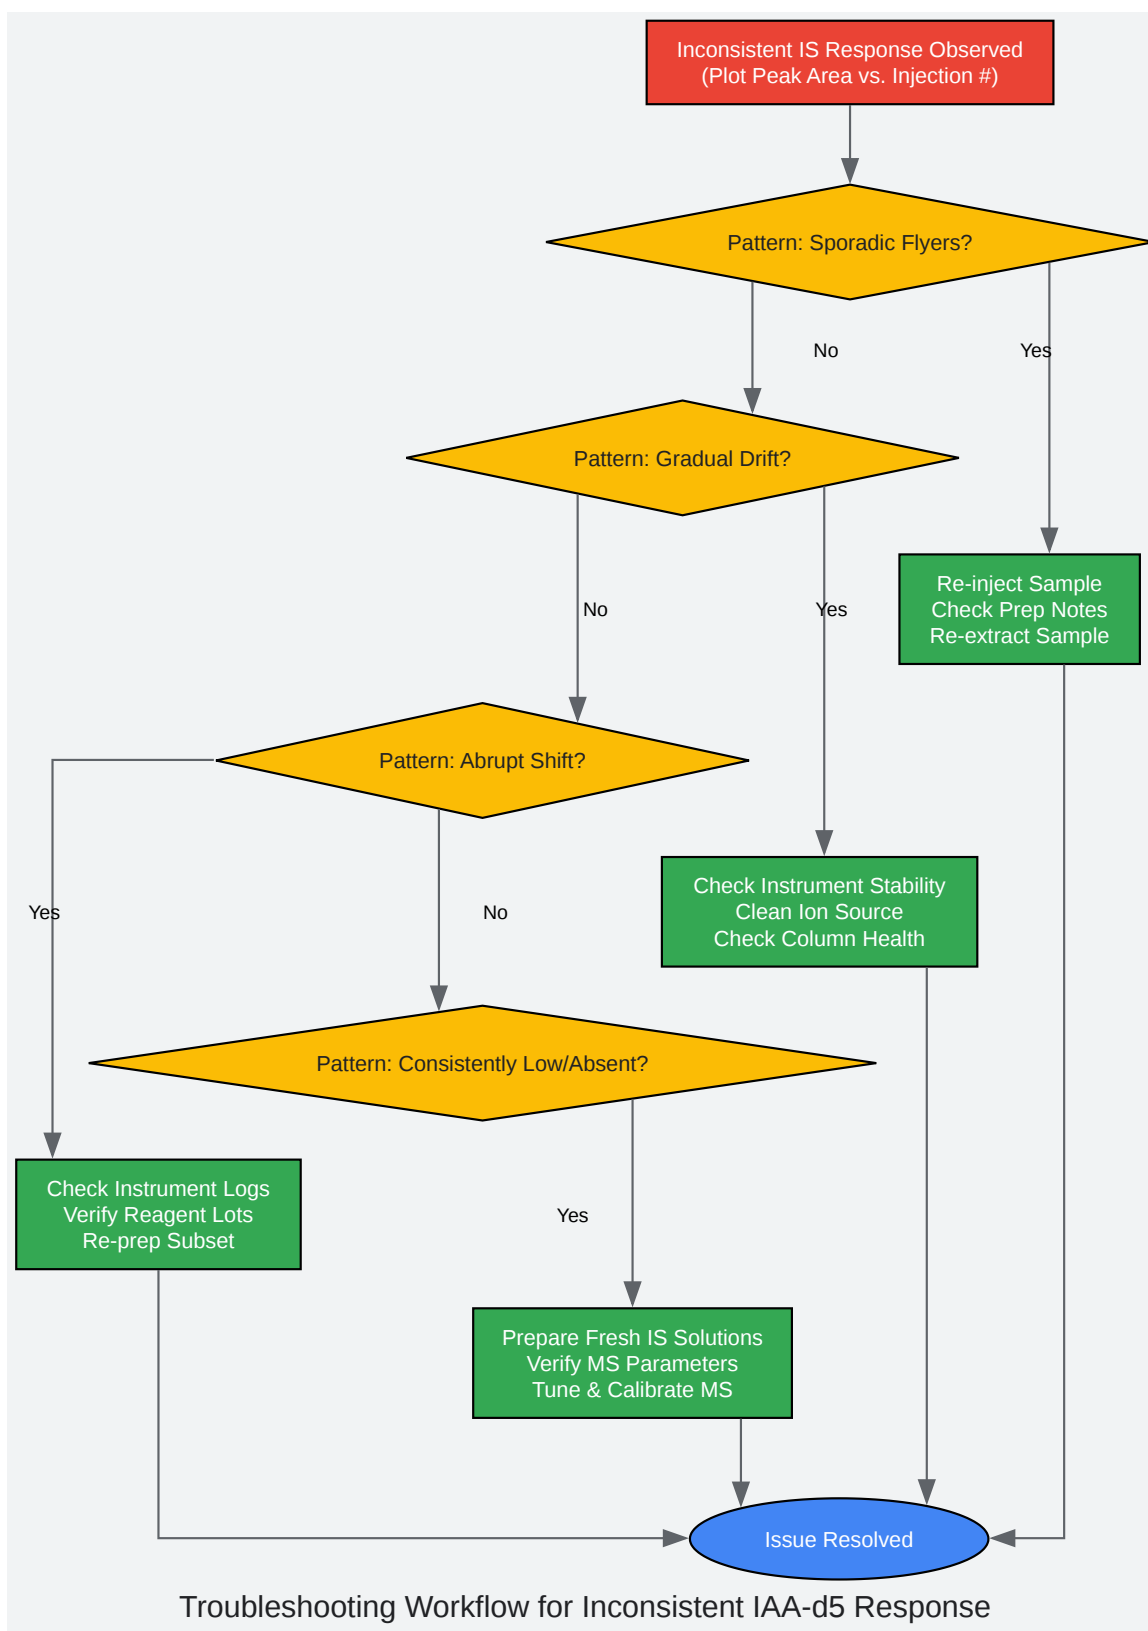 Inconsistent IS Response Observed
(Plot Peak Area vs. Injection #)
Pattern: Sporadic Flyers?
No
Yes
Pattern: Gradual Drift?
Re-inject Sample
Check Prep Notes
Re-extract Sample
No
Yes
Pattern: Abrupt Shift?
Check Instrument Stability
Clean Ion Source
Check Column Health
Yes
No
Pattern: Consistently Low/Absent?
Check Instrument Logs
Verify Reagent Lots
Re-prep Subset
Yes
Prepare Fresh IS Solutions
Verify MS Parameters
Tune & Calibrate MS
Issue Resolved
Troubleshooting Workflow for Inconsistent IAA-d5 Response